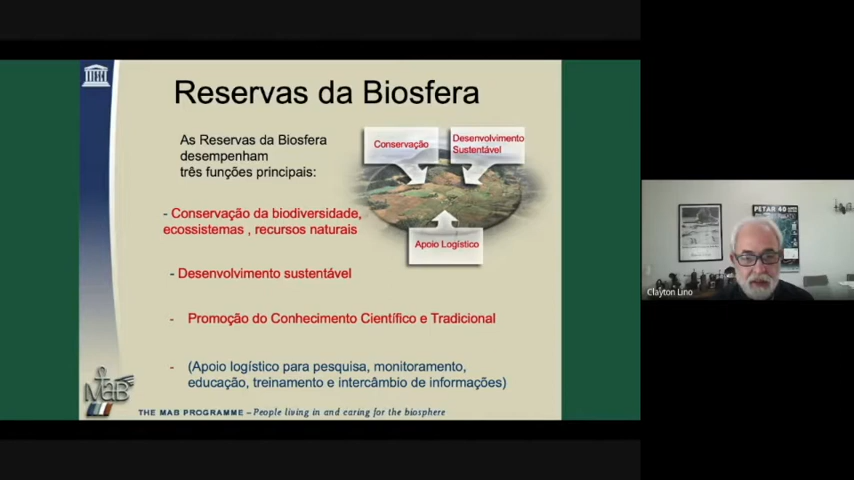 Reservas da Biosfera
As Reservas da Biosfera
desempenham
três funções principais:
Conservação
Desenvolvimento
Sustentável
Apoio Logístico
- Conservação da biodiversidade,
ecossistemas , recursos naturais
- Desenvolvimento sustentável
- Promoção do Conhecimento Científico e Tradicional
- (Apoio logístico para pesquisa, monitoramento,
educação, treinamento e intercâmbio de informações)
MAB
THE MAB PROGRAMME – People living in and caring for the biosphere
PETAR 40
Clayton Lino